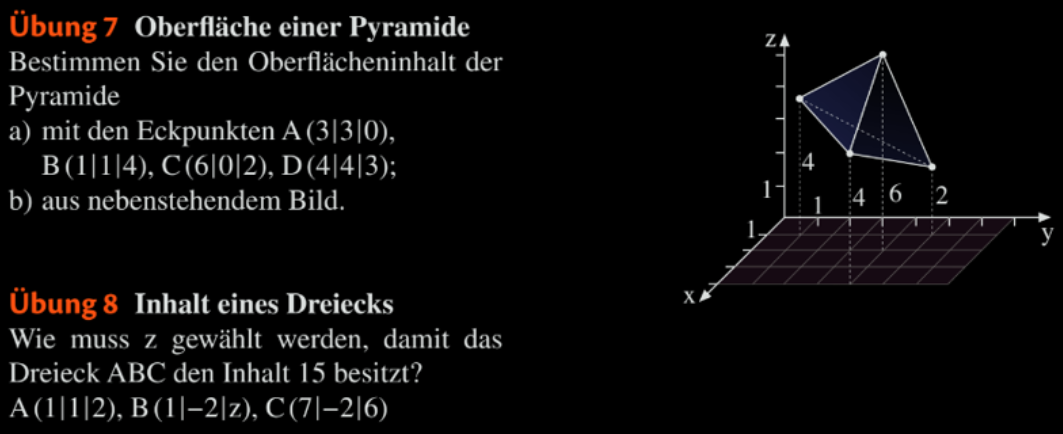 Übung 7 Oberfläche einer Pyramide
Bestimmen Sie den Oberflächeninhalt der
Pyramide
a) mit den Eckpunkten A (3|3|0),
B (1|1|4), C (6|0|2), D (4|4|3);
b) aus nebenstehendem Bild.
z
4
1
1
4
6
2
1
y
x
Übung 8 Inhalt eines Dreiecks
Wie muss z gewählt werden, damit das
Dreieck ABC den Inhalt 15 besitzt?
A (1|1|2), B (1|−2|z), C (7|−2|6)